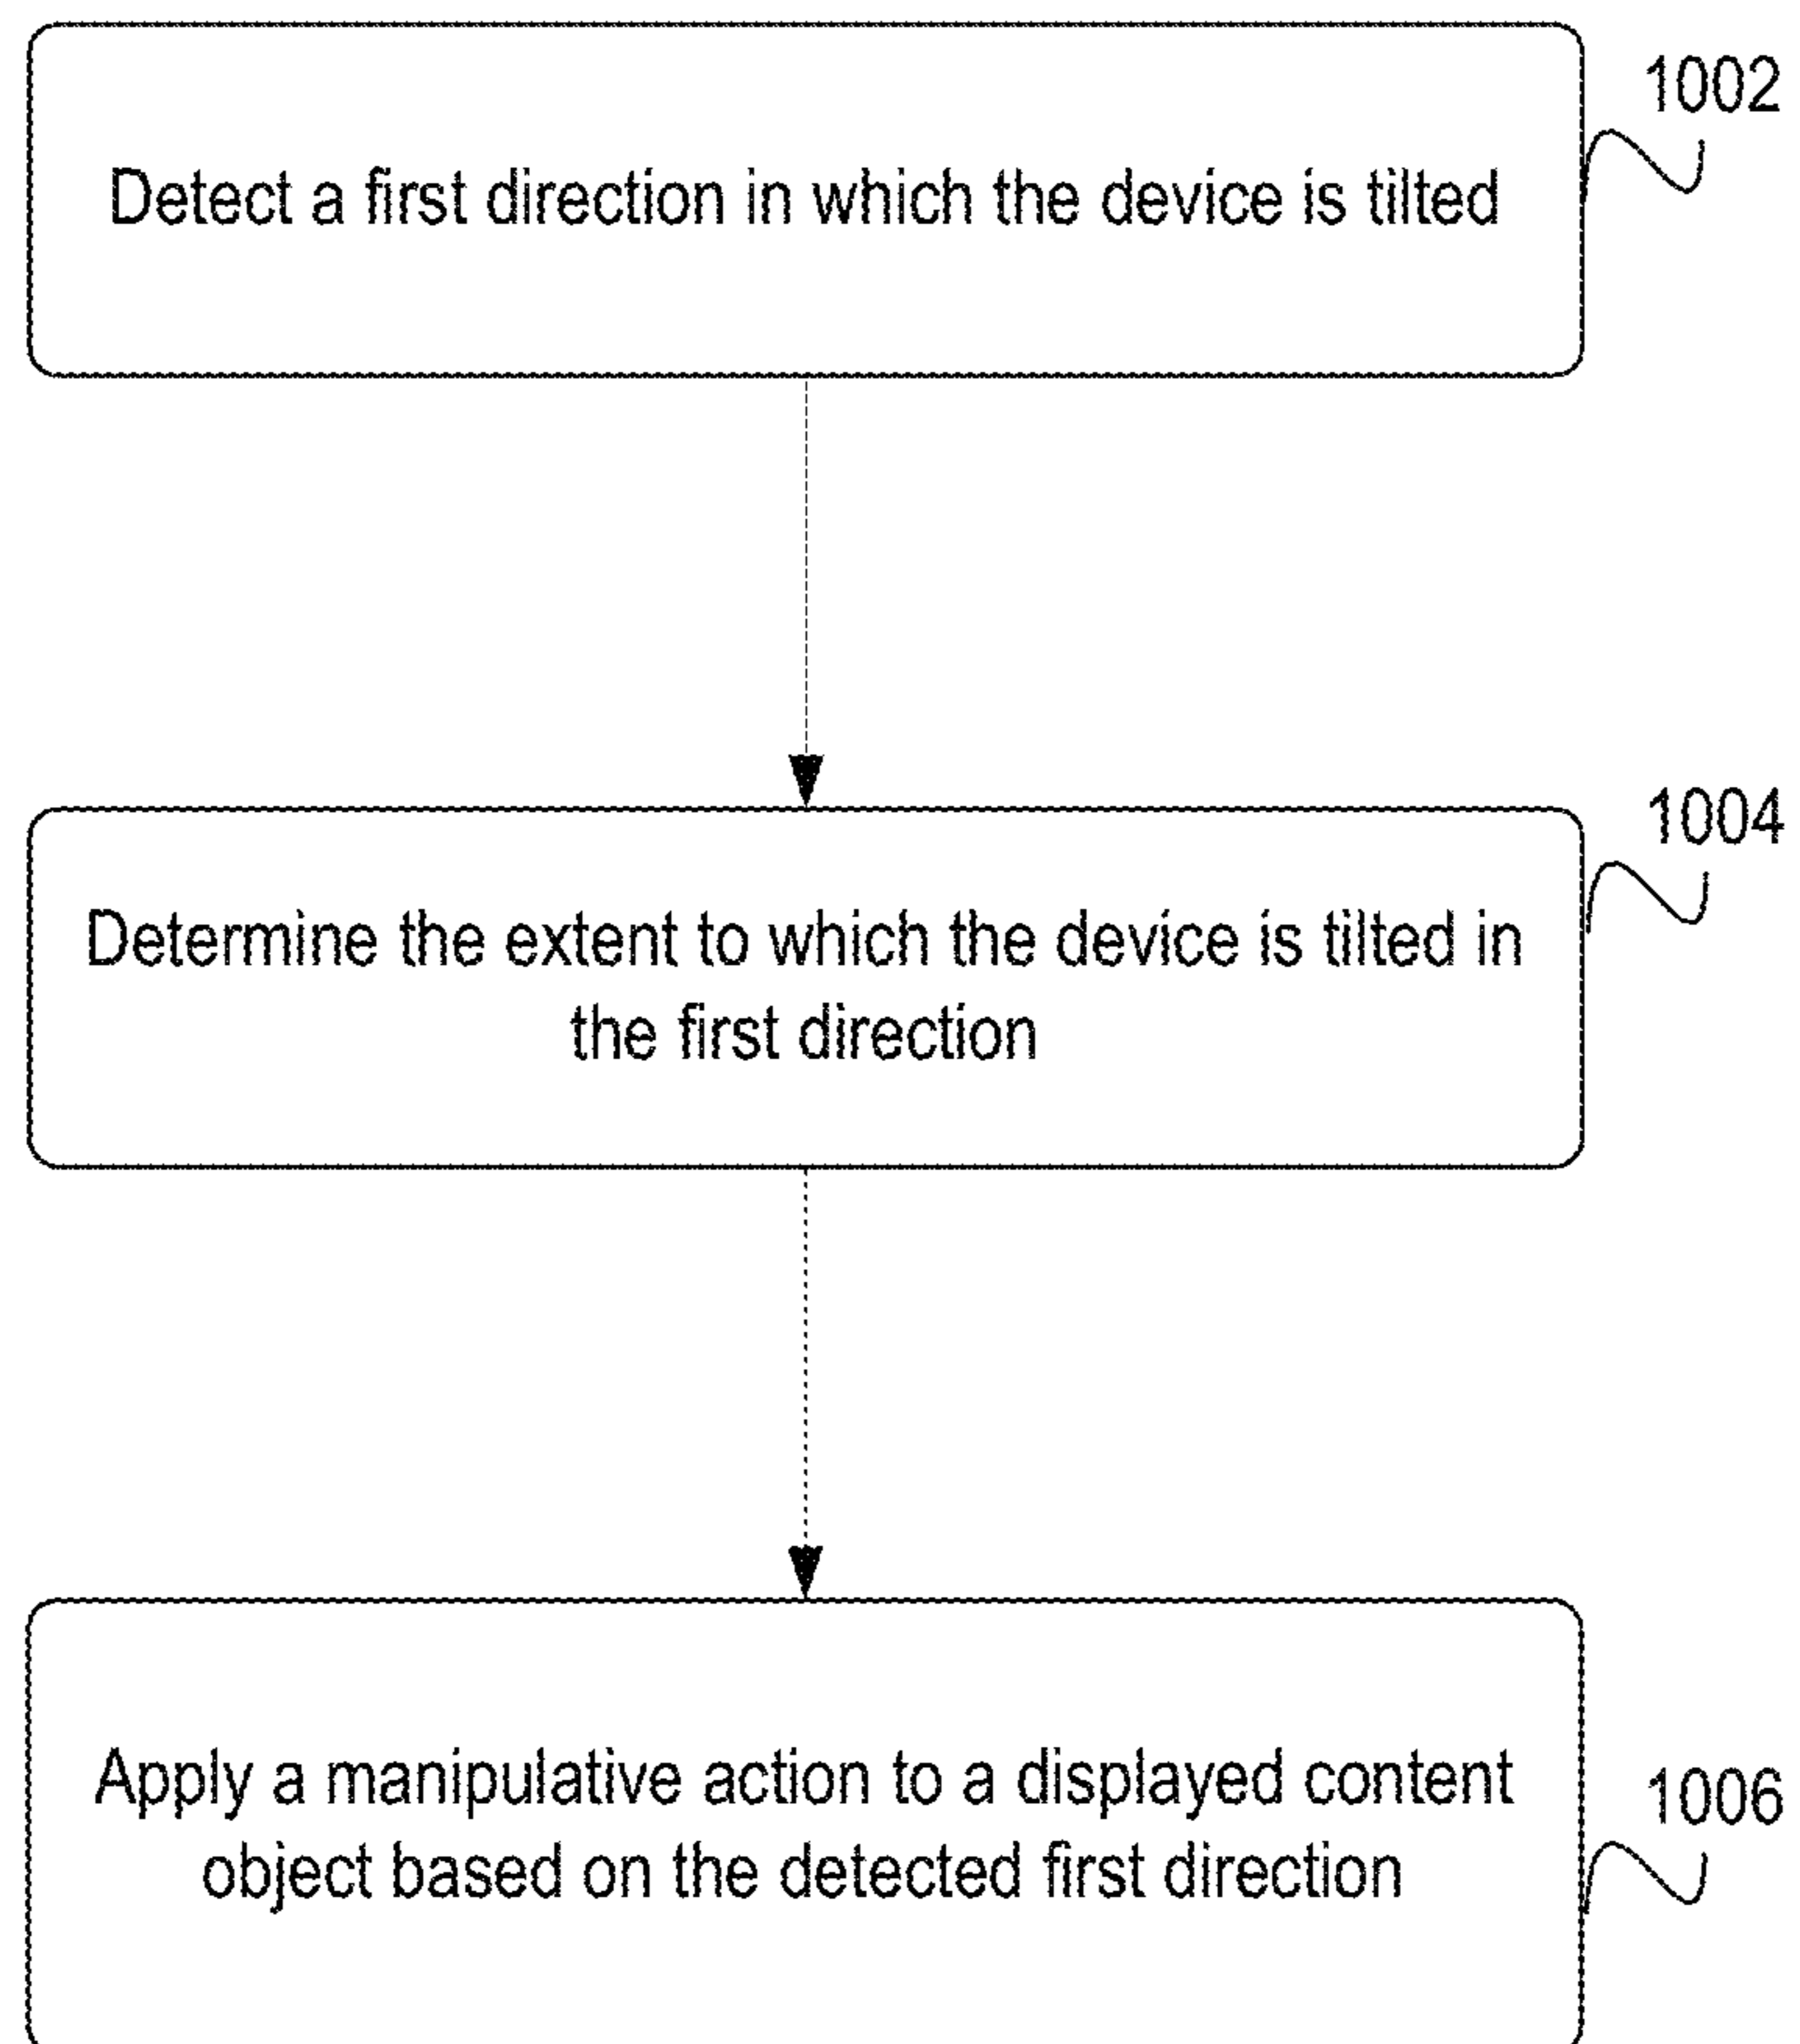 1002
Detect a first direction in which the device is tilted
1004
Determine the extent to which the device is tilted in
the first direction
Apply a manipulative action to a displayed content
1006
object based on the detected first direction